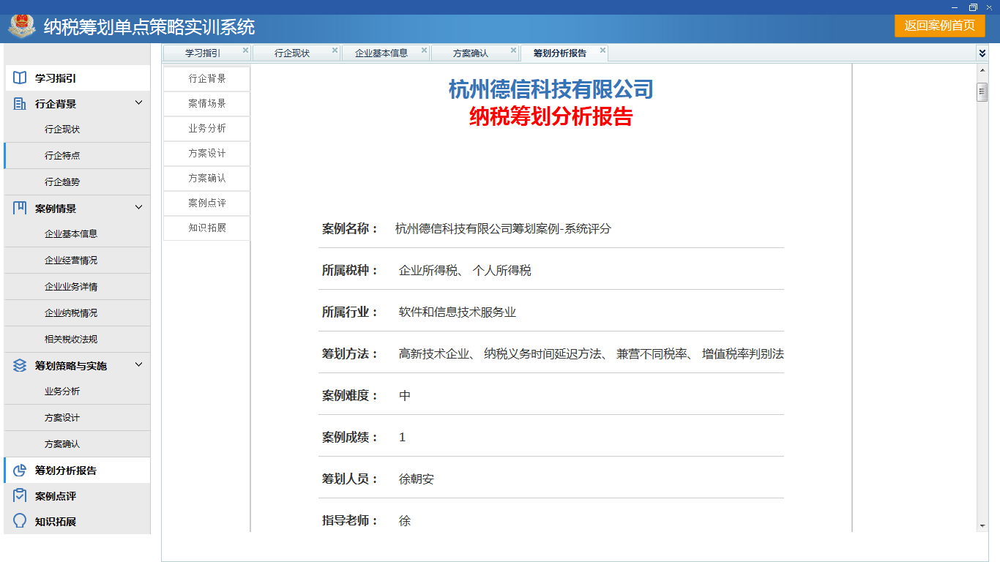 纳税筹划单点策略实训系统
返回案例首页
学习指引
行企背景
行企现状
行企特点
行企趋势
案例情景
企业基本信息
企业经营情况
企业业务详情
企业纳税情况
相关税收法规
筹划策略与实施
业务分析
方案设计
方案确认
筹划分析报告
案例点评
知识拓展
学习指引 行企现状 企业基本信息 方案确认 筹划分析报告
行企背景
案情场景
业务分析
方案设计
方案确认
案例点评
知识拓展
杭州德信科技有限公司
纳税筹划分析报告
案例名称： 杭州德信科技有限公司筹划案例-系统评分
所属税种： 企业所得税、 个人所得税
所属行业： 软件和信息技术服务业
筹划方法： 高新技术企业、 纳税义务时间延迟方法、 兼营不同税率、 增值税率判别法
案例难度： 中
案例成绩： 1
筹划人员： 徐朝安
指导老师： 徐